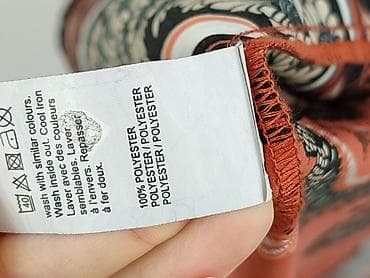 40
wash with similar colours.
Wash inside out. Cool iron
Laver avec des couleurs
semblables. Laver
à l'envers. Repasser
à fer doux.
100% POLYESTER
POLYESTER / POLYESTER
POLYESTER / POLYESTER